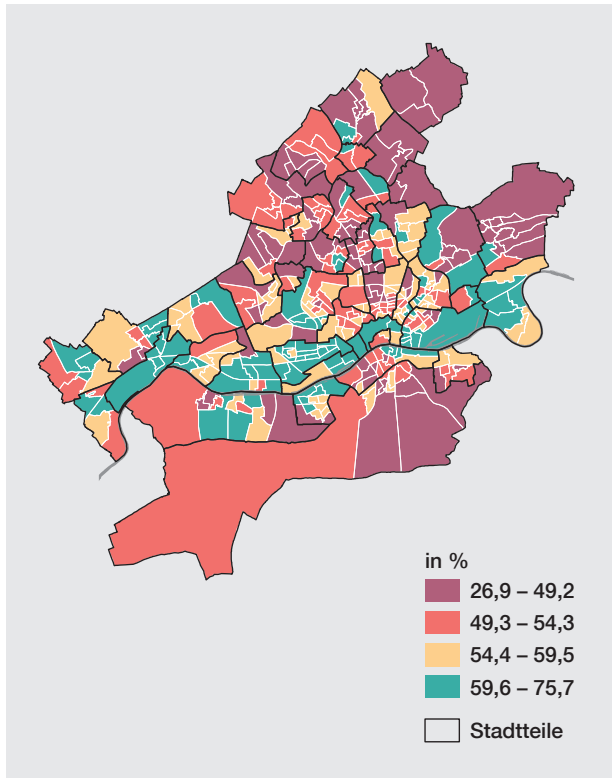 in %
26,9 – 49,2
49,3 – 54,3
54,4 – 59,5
59,6 – 75,7
Stadtteile